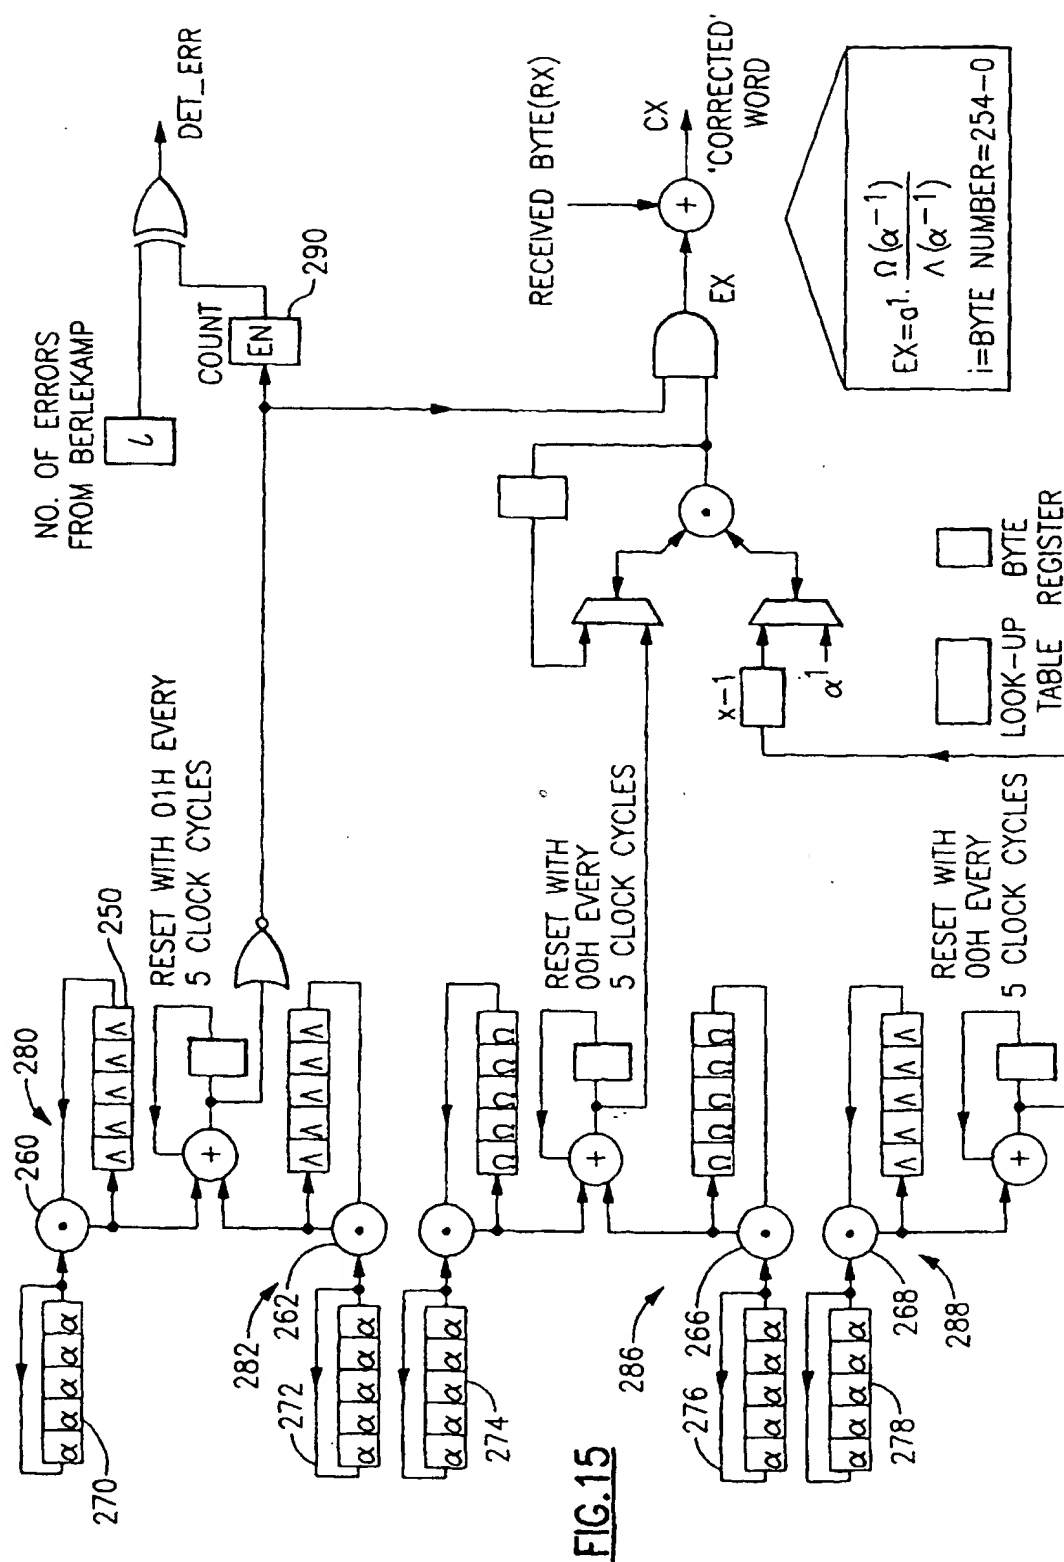 NO. OF ERRORS
FROM BERLEKAMP
l
DET_ERR
COUNT
EN
290
RECEIVED BYTE(RX)
CX
'CORRECTED'
WORD
EX
EX=a¹· Ω(α⁻¹)
Λ(α⁻¹)
i=BYTE NUMBER=254-0
260
280
250
270
α α α α α
Λ Λ Λ Λ Λ
RESET WITH 01H EVERY
5 CLOCK CYCLES
+
282
262
272
α α α α α
Λ Λ Λ Λ Λ
274
α α α α α
Ω Ω Ω Ω Ω
RESET WITH
00H EVERY
5 CLOCK CYCLES
+
286
266
276
α α α α α
Ω Ω Ω Ω Ω
268
278
288
α α α α α
Λ Λ Λ Λ Λ
RESET WITH
00H EVERY
5 CLOCK CYCLES
+
x-1
α¹
+
LOOK-UP
TABLE
BYTE
REGISTER
FIG.15